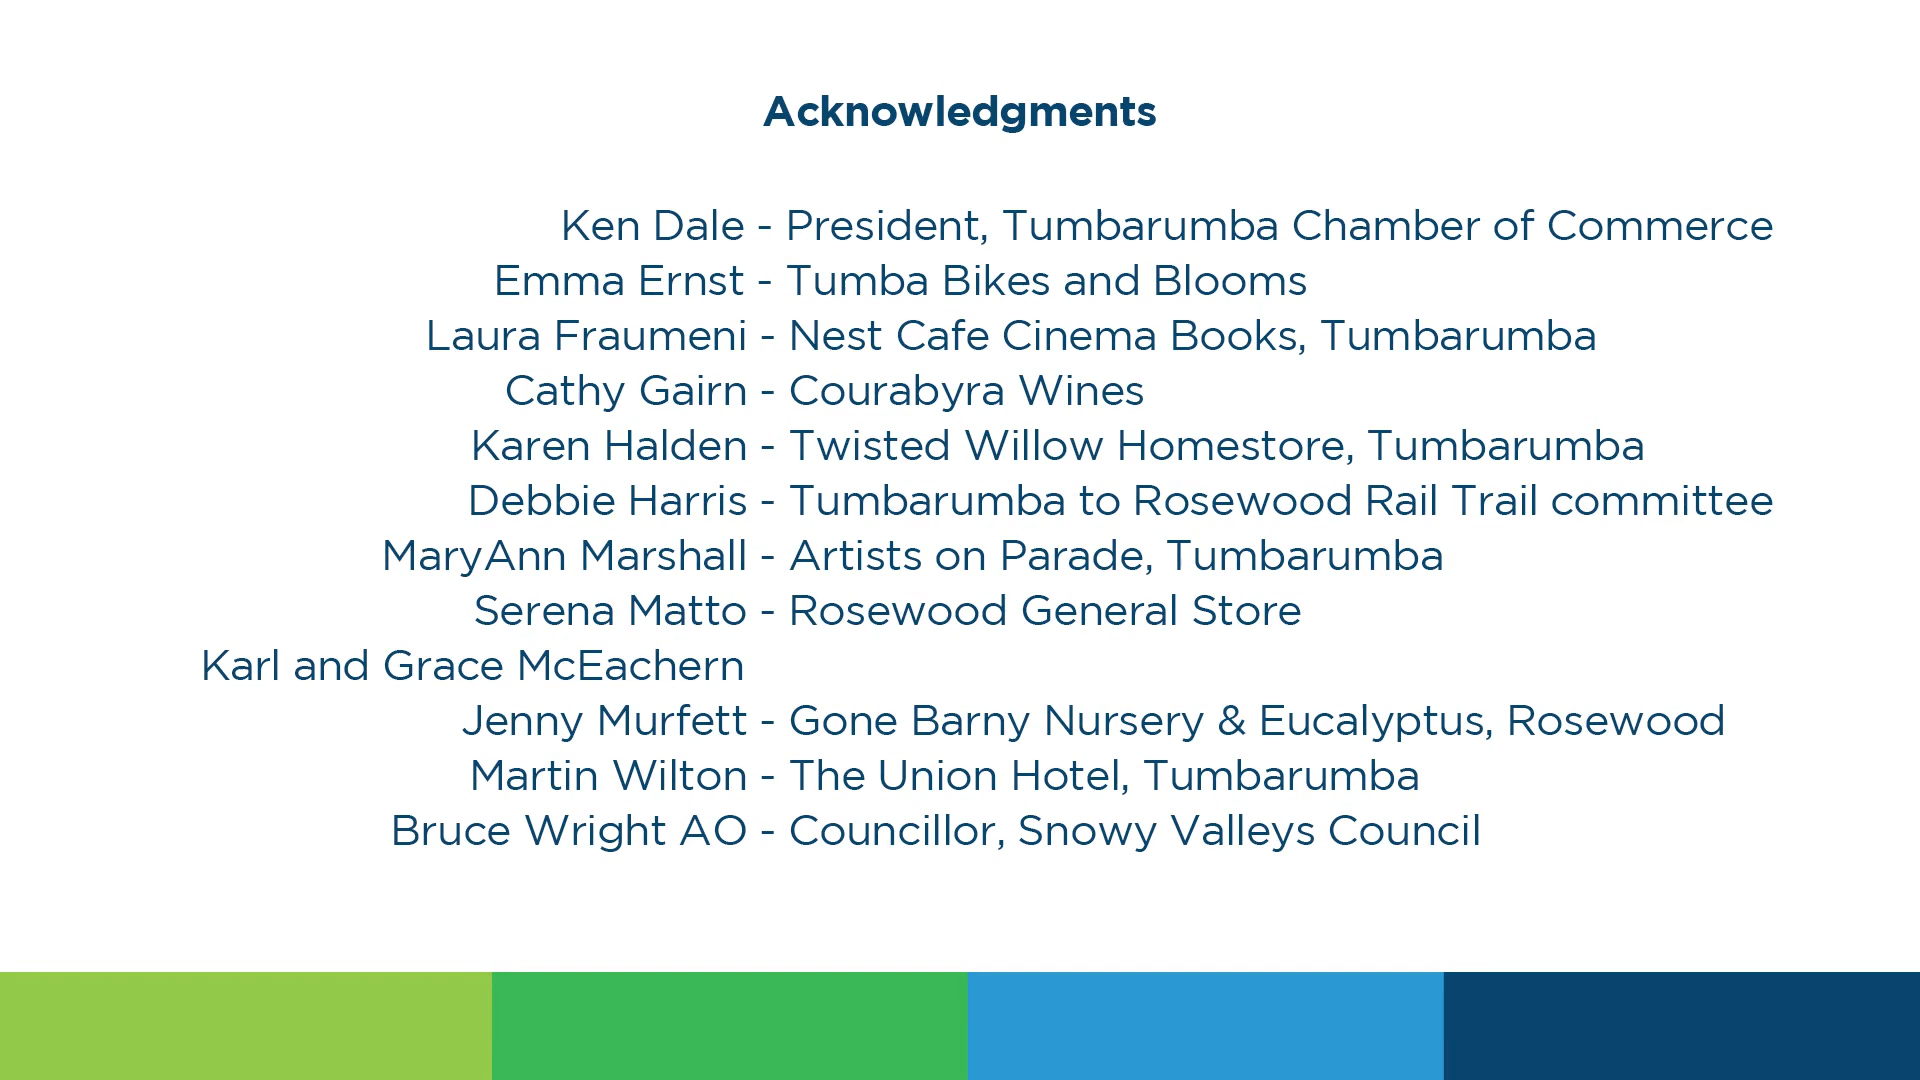 Acknowledgments
Ken Dale - President, Tumbarumba Chamber of Commerce
Emma Ernst - Tumba Bikes and Blooms
Laura Fraumeni - Nest Cafe Cinema Books, Tumbarumba
Cathy Gairn - Courabyra Wines
Karen Halden - Twisted Willow Homestore, Tumbarumba
Debbie Harris - Tumbarumba to Rosewood Rail Trail committee
MaryAnn Marshall - Artists on Parade, Tumbarumba
Serena Matto - Rosewood General Store
Karl and Grace McEachern
Jenny Murfett - Gone Barny Nursery & Eucalyptus, Rosewood
Martin Wilton - The Union Hotel, Tumbarumba
Bruce Wright AO - Councillor, Snowy Valleys Council